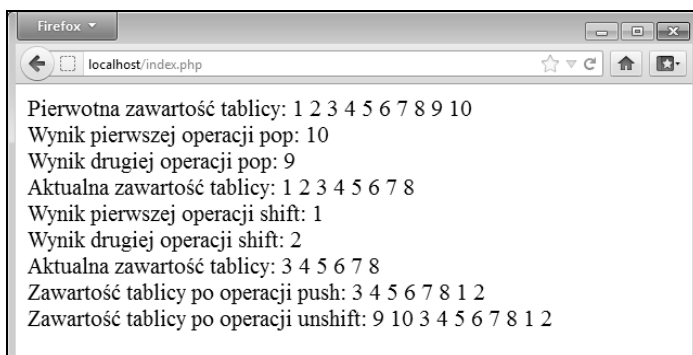 Firefox
localhost/index.php
Pierwotna zawartość tablicy: 1 2 3 4 5 6 7 8 9 10
Wynik pierwszej operacji pop: 10
Wynik drugiej operacji pop: 9
Aktualna zawartość tablicy: 1 2 3 4 5 6 7 8
Wynik pierwszej operacji shift: 1
Wynik drugiej operacji shift: 2
Aktualna zawartość tablicy: 3 4 5 6 7 8
Zawartość tablicy po operacji push: 3 4 5 6 7 8 1 2
Zawartość tablicy po operacji unshift: 9 10 3 4 5 6 7 8 1 2